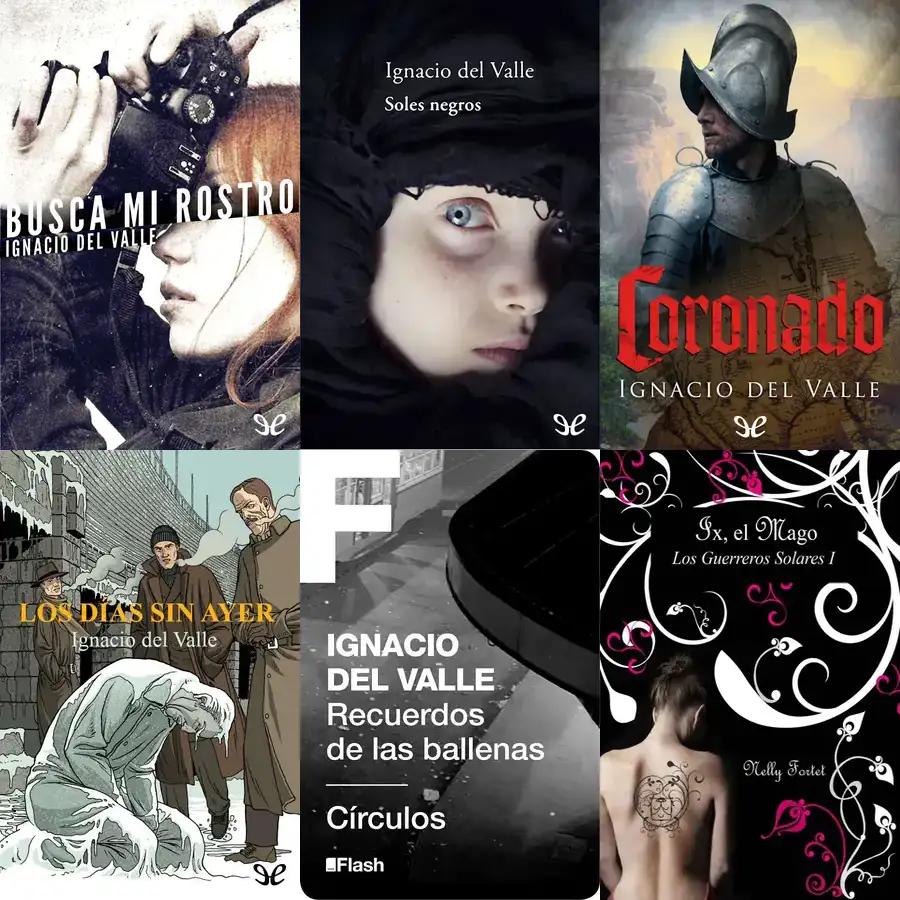 BUSCA MI ROSTRO
IGNACIO DEL VALLE
Ignacio del Valle
Soles negros
Coronado
IGNACIO DEL VALLE
LOS DÍAS SIN AYER
Ignacio del Valle
F
IGNACIO
DEL VALLE
Recuerdos
de las ballenas
Círculos
Flash
Ix, el Mago
Los Guerreros Solares I
Nelly Fortet